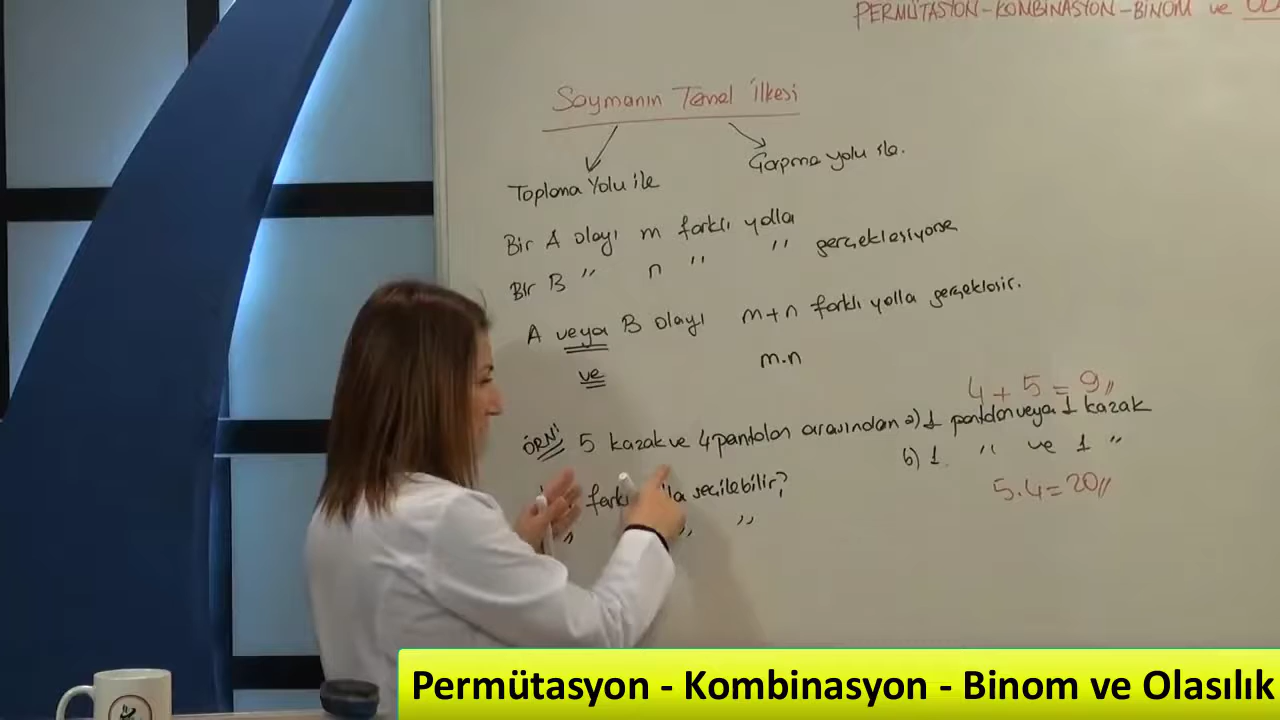 PERMÜTASYON-KOMBİNASYON-BİNOM ve
Saymanın Temel İlkesi
Toplama Yolu ile
Çarpma yolu ile.
Bir A olayı m farklı yolla
Bir B " n " " gerçekleşiyorsa
A veya B olayı m+n farklı yolla gerçekleşir.
ve m.n
4+5=9
ÖRN: 5 kazak ve 4 pantolon arasından a) 1 pantolon veya 1 kazak
b) 1. " ve 1 "
farklı seçilebilir?
" " "
5.4=20
Permütasyon - Kombinasyon - Binom ve Olasılık